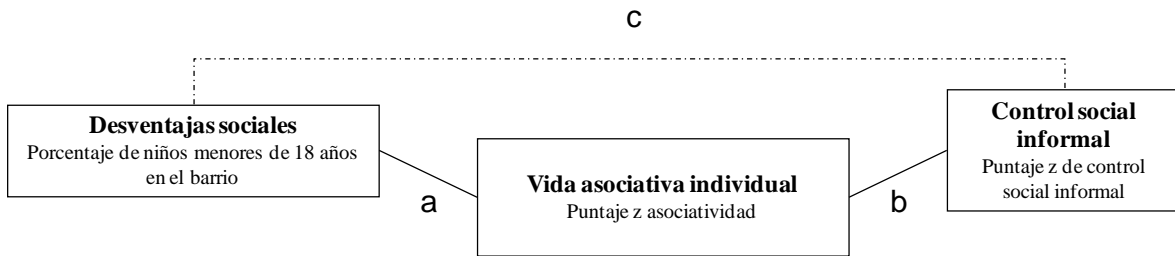 c
Desventajas sociales
Porcentaje de niños menores de 18 años
en el barrio
Control social
informal
Puntaje z de control
social informal
Vida asociativa individual
Puntaje z asociatividad
a
b